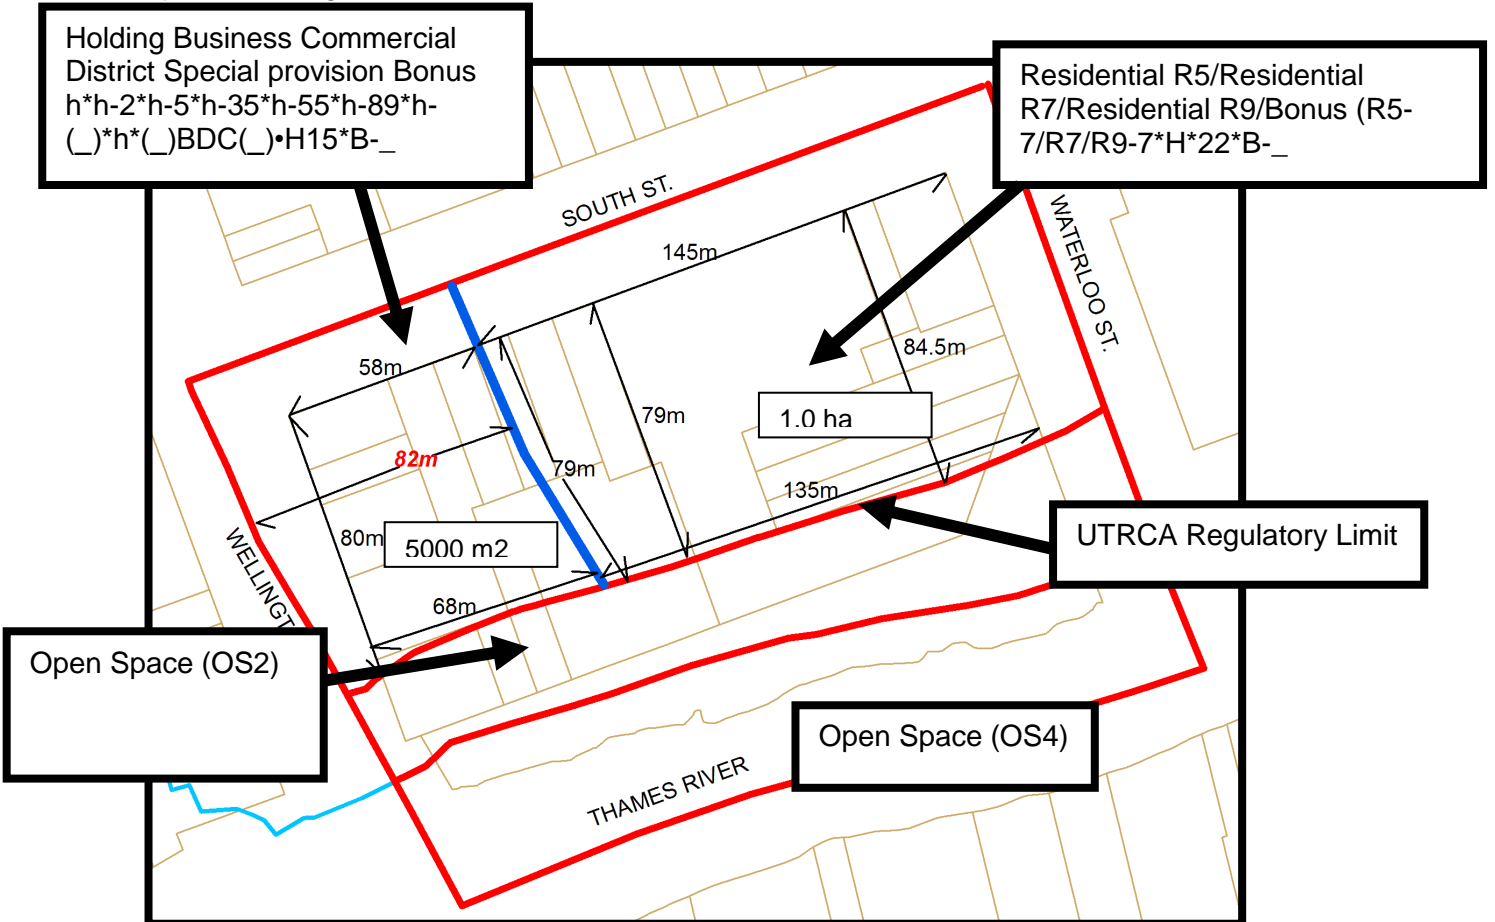 Holding Business Commercial
District Special provision Bonus
h*h-2*h-5*h-35*h-55*h-89*h-
(_)*h*(_)BDC(_)•H15*B-_
Residential R5/Residential
R7/Residential R9/Bonus (R5-
7/R7/R9-7*H*22*B-_
SOUTH ST.
WATERLOO ST.
145m
58m
84.5m
79m
1.0 ha
82m
79m
135m
80m
5000 m2
UTRCA Regulatory Limit
WELLINGT
68m
Open Space (OS2)
Open Space (OS4)
THAMES RIVER